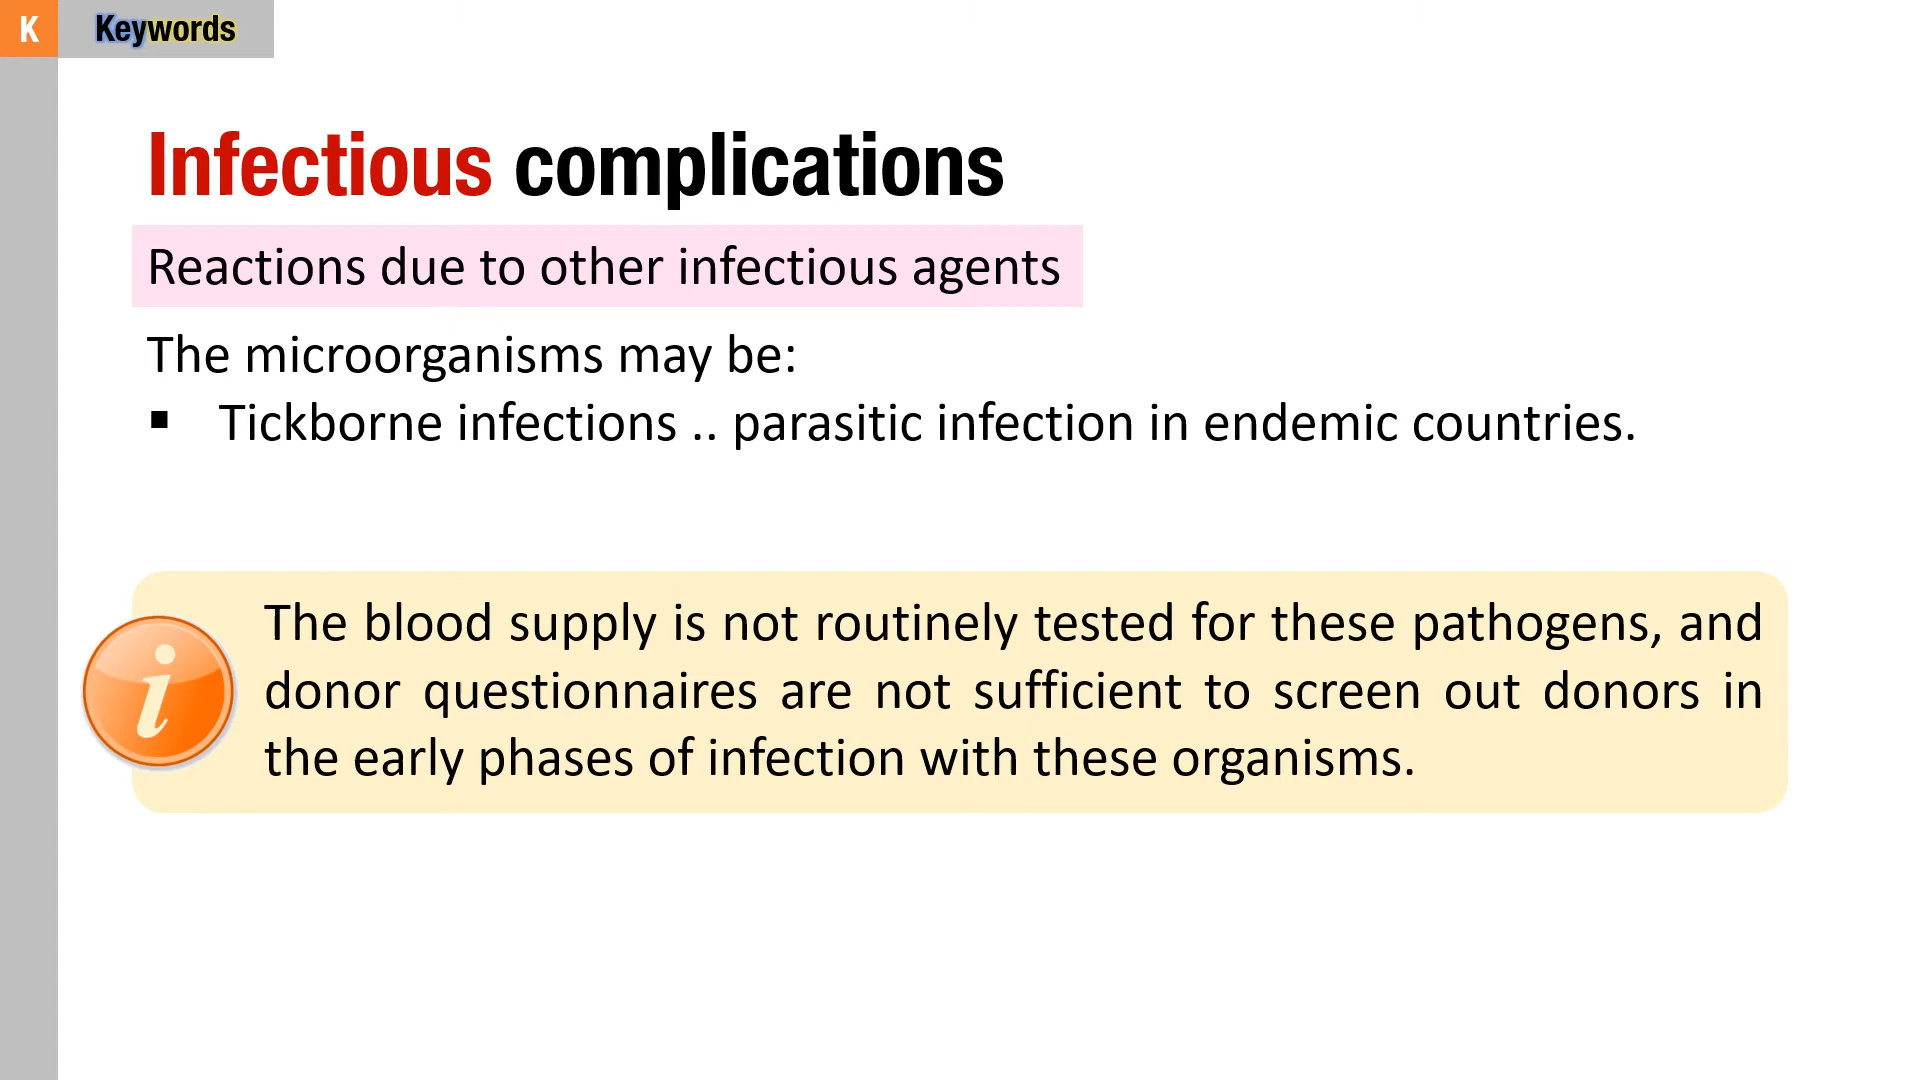 K Keywords
Infectious complications
Reactions due to other infectious agents
The microorganisms may be:
▪ Tickborne infections .. parasitic infection in endemic countries.
The blood supply is not routinely tested for these pathogens, and
donor questionnaires are not sufficient to screen out donors in
the early phases of infection with these organisms.
i